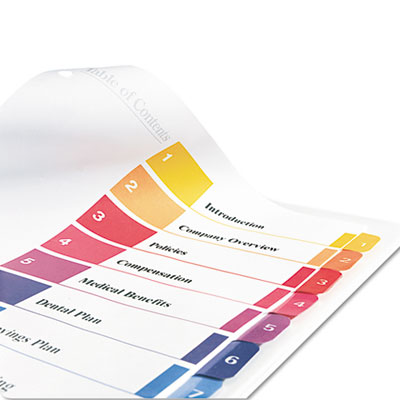 Table of Contents
1 Introduction 1
2 Company Overview 2
3 Policies 3
4 Compensation 4
5 Medical Benefits 5
Dental Plan 6
Plan 7